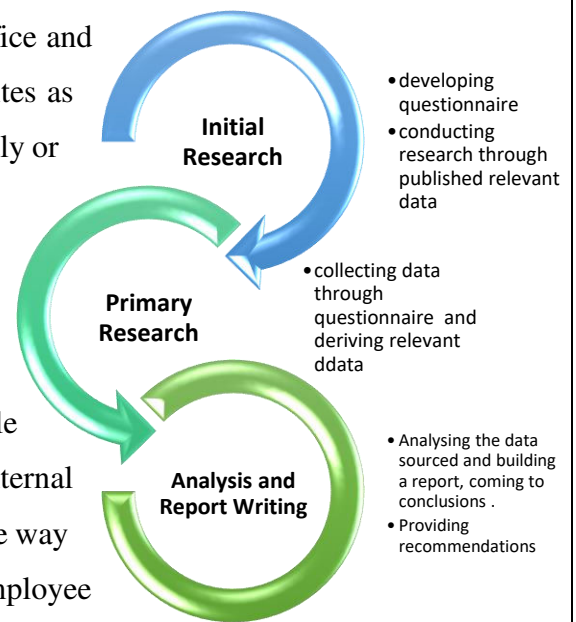 fice and
tes as
ly or
Initial
Research
• developing
questionnaire
• conducting
research through
published relevant
data
Primary
Research
• collecting data
through
questionnaire and
deriving relevant
ddata
le
ternal
e way
mployee
Analysis and
Report Writing
• Analysing the data
sourced and building
a report, coming to
conclusions .
• Providing
recommendations